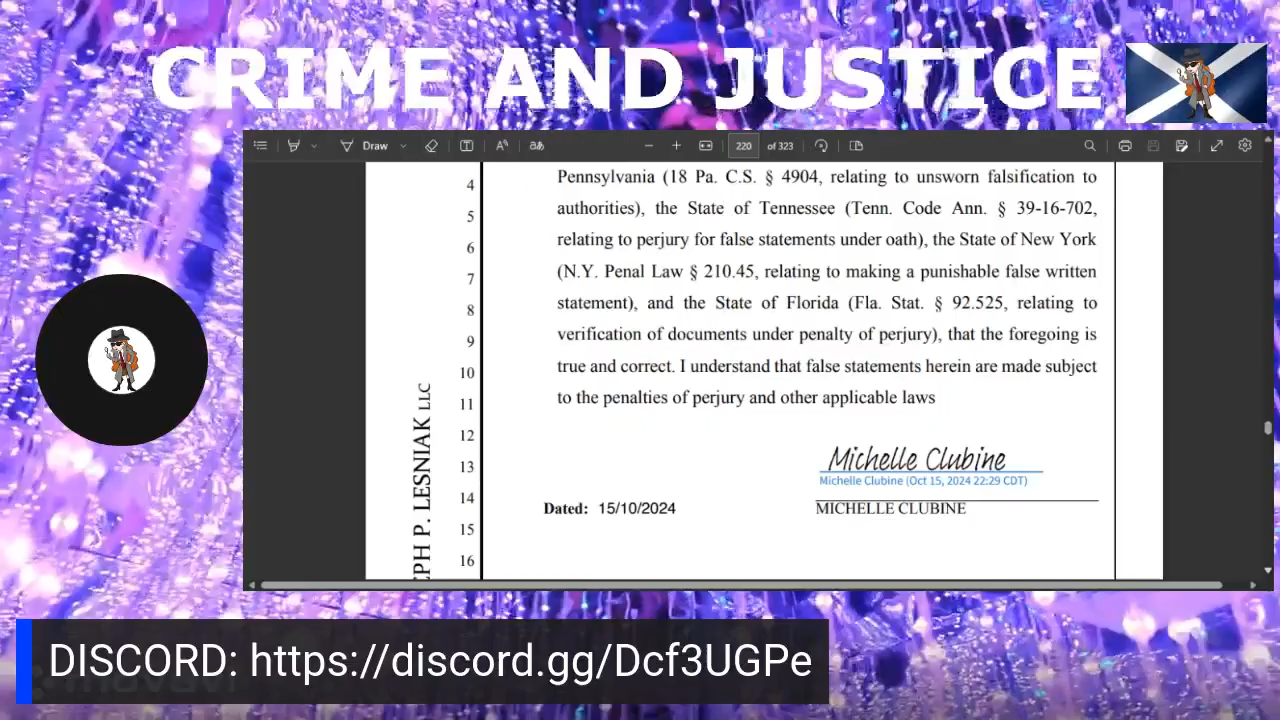 CRIME AND JUSTICE
Draw
220 of 323
4 Pennsylvania (18 Pa. C.S. § 4904, relating to unsworn falsification to
5 authorities), the State of Tennessee (Tenn. Code Ann. § 39-16-702,
6 relating to perjury for false statements under oath), the State of New York
7 (N.Y. Penal Law § 210.45, relating to making a punishable false written
8 statement), and the State of Florida (Fla. Stat. § 92.525, relating to
9 verification of documents under penalty of perjury), that the foregoing is
10 true and correct. I understand that false statements herein are made subject
11 to the penalties of perjury and other applicable laws
12
13 Michelle Clubine
Michelle Clubine (Oct 15, 2024 22:29 CDT)
14 Dated: 15/10/2024 MICHELLE CLUBINE
15
16
PH P. LESNIAK LLC
DISCORD: https://discord.gg/Dcf3UGPe